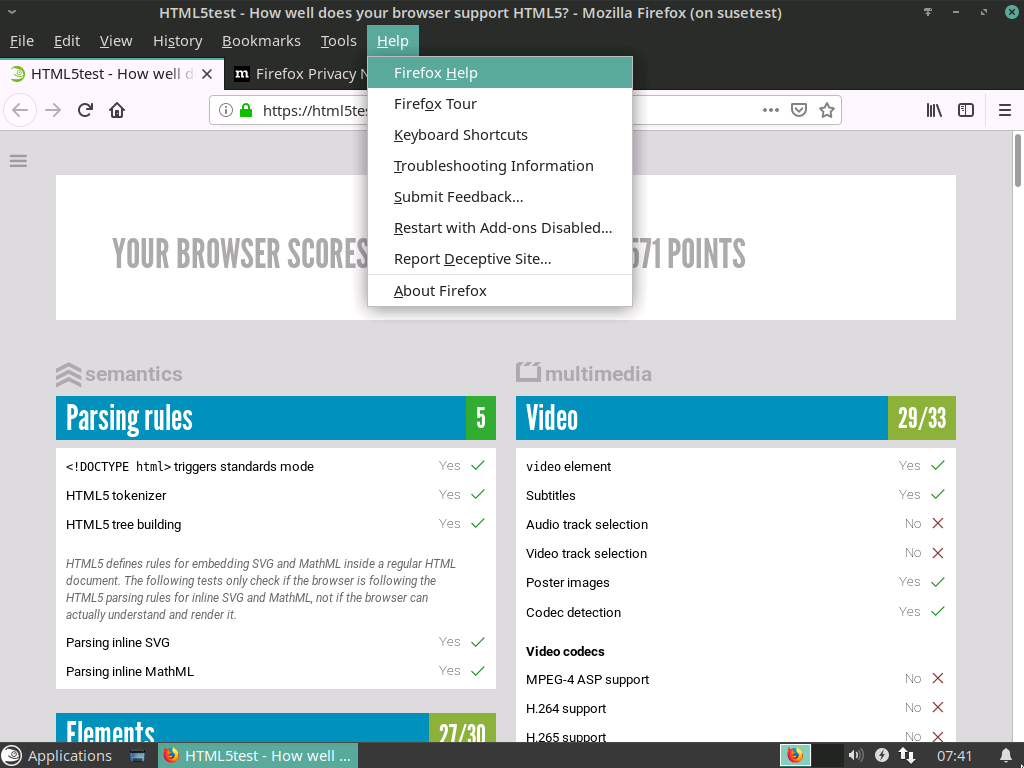 HTML5test - How well does your browser support HTML5? - Mozilla Firefox (on susetest)
File Edit View History Bookmarks Tools Help
HTML5test - How well d
Firefox Privacy N
https://html5te
Firefox Help
Firefox Tour
Keyboard Shortcuts
Troubleshooting Information
Submit Feedback...
Restart with Add-ons Disabled...
Report Deceptive Site...
About Firefox
YOUR BROWSER SCORES 571 POINTS
semantics
Parsing rules 5
<!DOCTYPE html> triggers standards mode Yes
HTML5 tokenizer Yes
HTML5 tree building Yes
HTML5 defines rules for embedding SVG and MathML inside a regular HTML
document. The following tests only check if the browser is following the
HTML5 parsing rules for inline SVG and MathML, not if the browser can
actually understand and render it.
Parsing inline SVG Yes
Parsing inline MathML Yes
Elements 27/30
multimedia
Video 29/33
video element Yes
Subtitles Yes
Audio track selection No
Video track selection No
Poster images Yes
Codec detection Yes
Video codecs
MPEG-4 ASP support No
H.264 support No
H.265 support No
Applications
HTML5test - How well ...
07:41